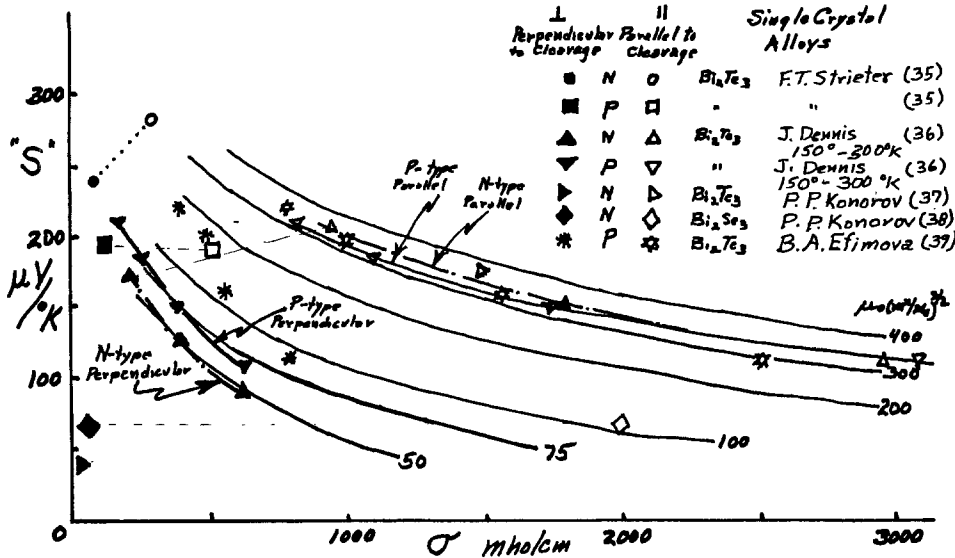 ⊥ ॥ Single Crystal
Perpendicular Parallel to Alloys
to Cleavage Cleavage
N Bi₂Te₃ F.T. Strieter (35)
P " " (35)
N Bi₂Te₃ J. Dennis (36)
150° - 300°K
P " J. Dennis (36)
150° - 300 °K
N Bi₂Te₃ P. P. Konorov (37)
N Bi₂Se₃ P. P. Konorov (38)
P Bi₂Te₃ B. A. Efimova (39)
300
"S"
200
μV
/°K
100
0
P-type
Parallel
N-type
Parallel
P-type
Perpendicular
N-type
Perpendicular
400
300
200
100
75
50
0 1000 2000 3000
σ mho/cm